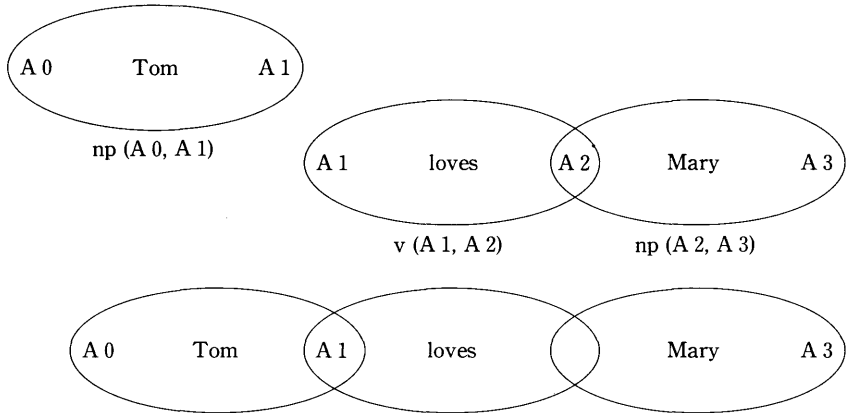 A 0 Tom A 1
np (A 0, A 1)
A 1 loves A 2 Mary A 3
v (A 1, A 2) np (A 2, A 3)
A 0 Tom A 1 loves Mary A 3